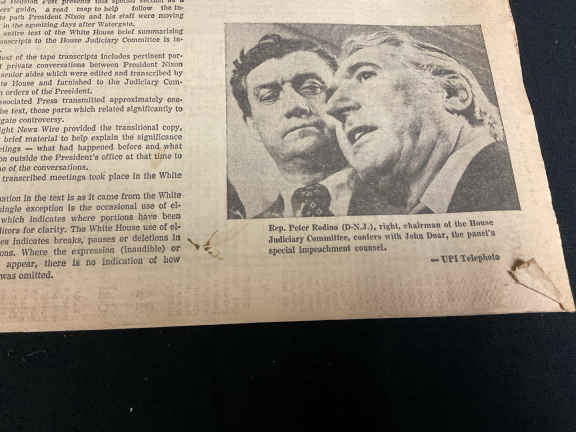 Houston Post presents this special section as a
ers' guide, a road map to help follow the in-
te path President Nixon and his staff were moving
in the agonizing days after Watergate.
entire text of the White House brief summarizing
transcripts to the House Judiciary Committee is in-
text of the tape transcripts includes pertinent por-
f private conversations between President Nixon
senior aides which were edited and transcribed by
te House and furnished to the Judiciary Com-
n orders of the President.
ssociated Press transmitted approximately one-
the text, those parts which related significantly to
gate controversy.
ight News Wire provided the transitional copy,
brief material to help explain the significance
etings — what had happened before and what
on outside the President's office at that time to
me of the conversations.
transcribed meetings took place in the White
uation in the text is as it came from the White
single exception is the occasional use of el-
which indicates where portions have been
ditors for clarity. The White House use of el-
es indicates breaks, pauses or deletions in
ons. Where the expression (inaudible) or
appear, there is no indication of how
was omitted.
Rep. Peter Rodino (D-N.J.), right, chairman of the House
Judiciary Committee, confers with John Doar, the panel's
special impeachment counsel.
— UPI Telephoto